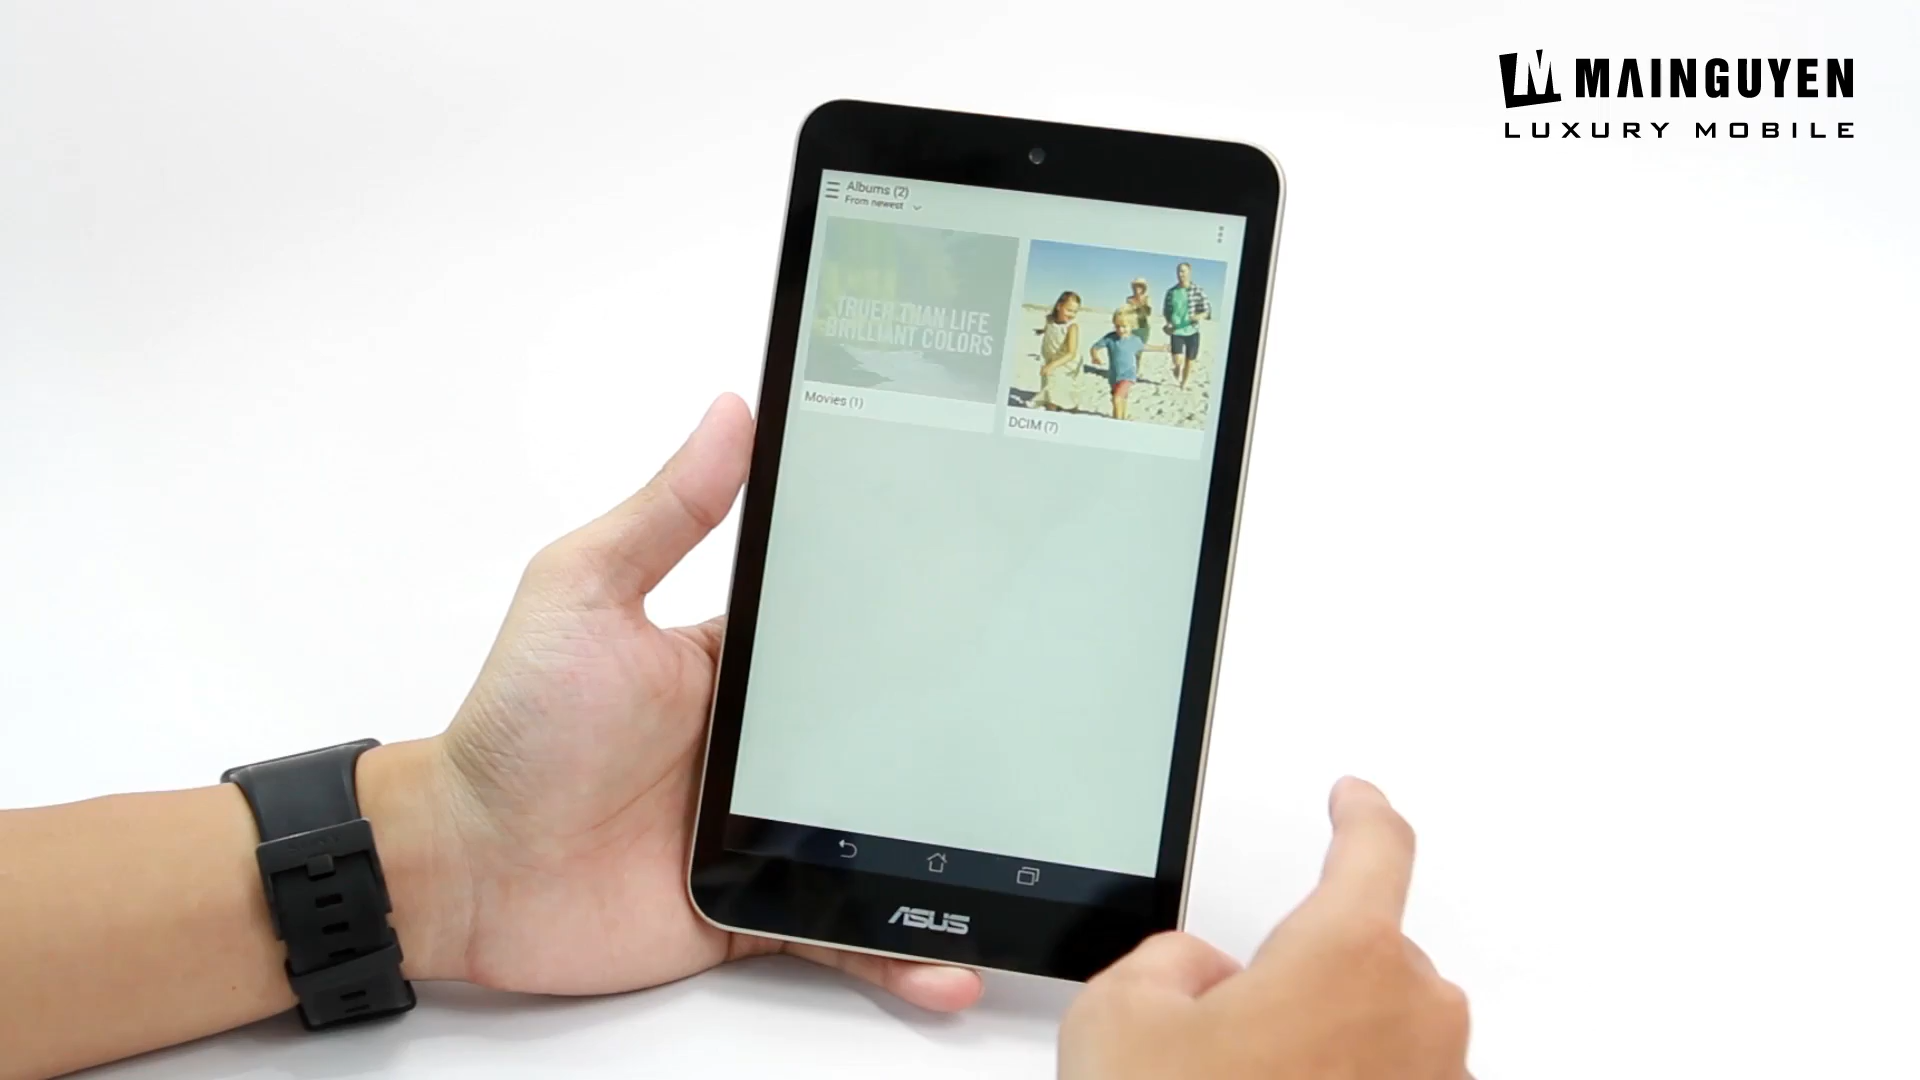 MAINGUYEN
LUXURY MOBILE
Albums (2)
From newest
TRUER THAN LIFE
BRILLIANT COLORS
Movies (1)
DCIM (7)
ASUS